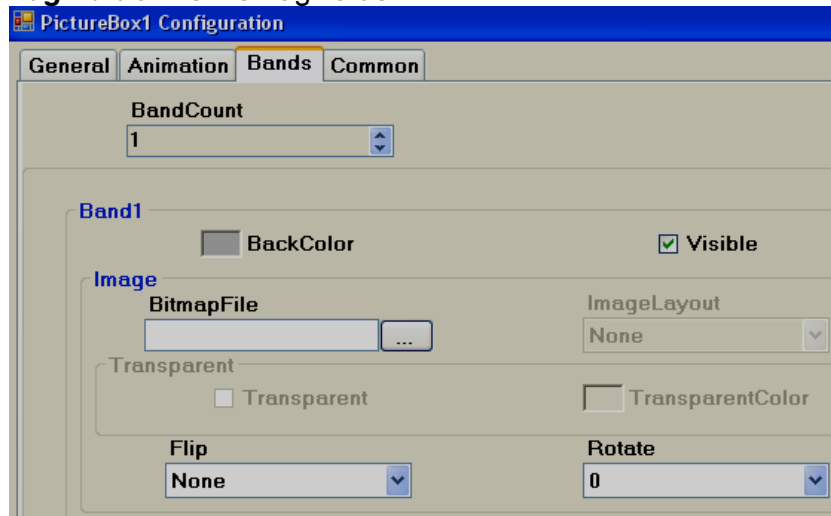 PictureBox1 Configuration
General Animation Bands Common
BandCount
1
Band1
BackColor Visible
Image
BitmapFile ImageLayout
... None
Transparent
Transparent TransparentColor
Flip Rotate
None 0